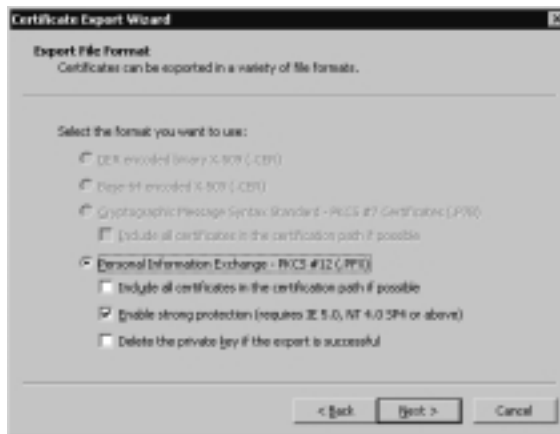 Certificate Export Wizard
Export File Format
Certificates can be exported in a variety of file formats.
Select the format you want to use:
DER encoded binary X.509 (.CER)
Base-64 encoded X.509 (.CER)
Cryptographic Message Syntax Standard - PKCS #7 Certificates (.P7B)
Include all certificates in the certification path if possible
Personal Information Exchange - PKCS #12 (.PFX)
Include all certificates in the certification path if possible
Enable strong protection (requires IE 5.0, NT 4.0 SP4 or above)
Delete the private key if the export is successful
< Back
Next >
Cancel